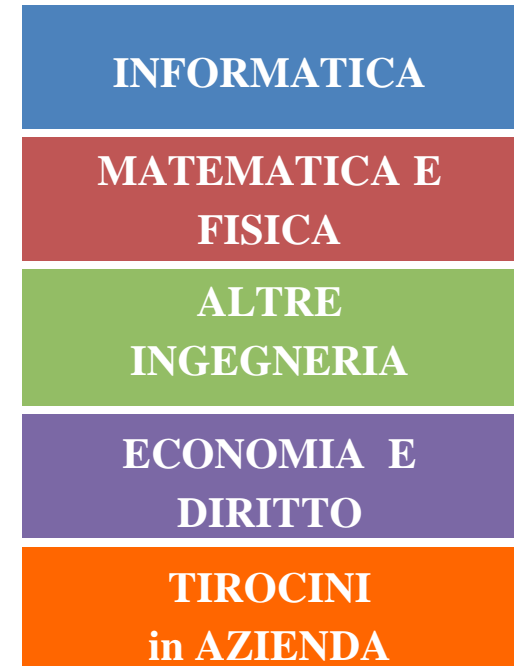 INFORMATICA
MATEMATICA E
FISICA
ALTRE
INGEGNERIA
ECONOMIA E
DIRITTO
TIROCINI
in AZIENDA